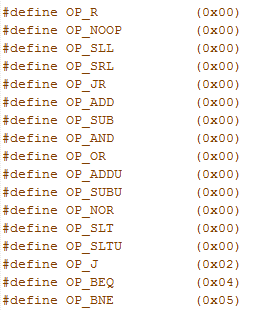 #define OP_R (0x00)
#define OP_NOOP (0x00)
#define OP_SLL (0x00)
#define OP_SRL (0x00)
#define OP_JR (0x00)
#define OP_ADD (0x00)
#define OP_SUB (0x00)
#define OP_AND (0x00)
#define OP_OR (0x00)
#define OP_ADDU (0x00)
#define OP_SUBU (0x00)
#define OP_NOR (0x00)
#define OP_SLT (0x00)
#define OP_SLTU (0x00)
#define OP_J (0x02)
#define OP_BEQ (0x04)
#define OP_BNE (0x05)